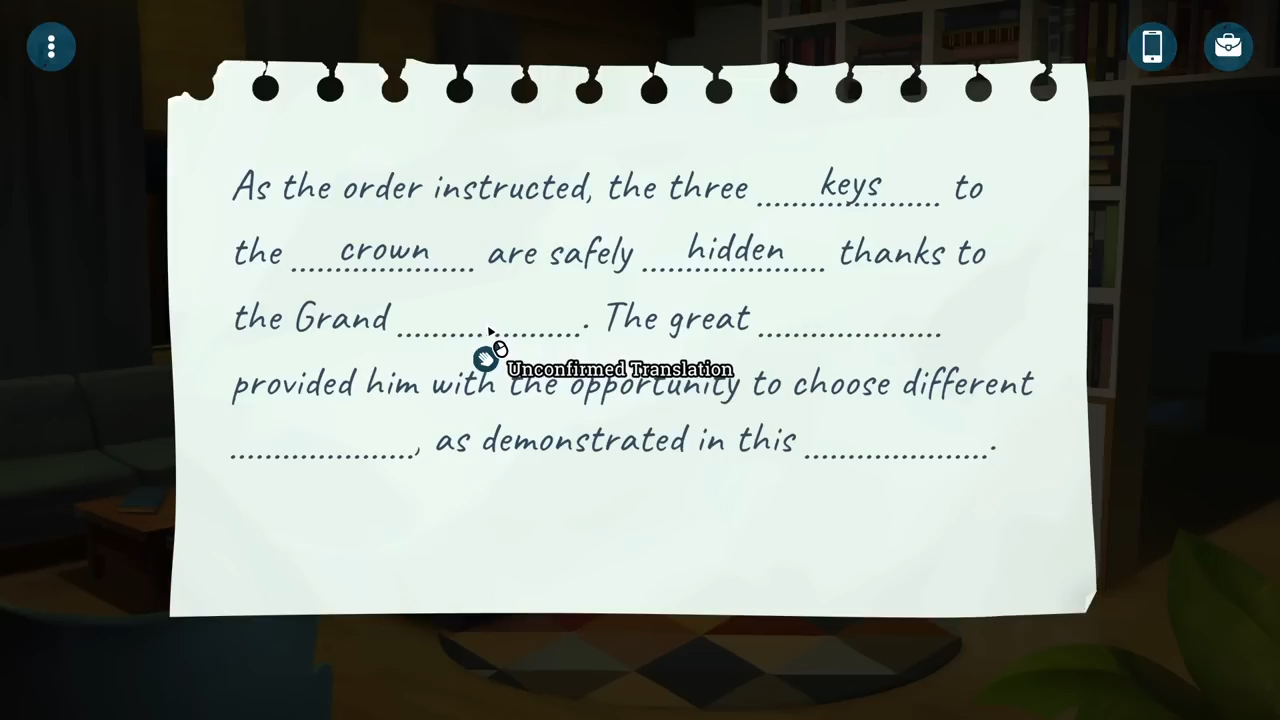 As the order instructed, the three keys to
the crown are safely hidden thanks to
the Grand ....................... The great ......................
provided him with the opportunity to choose different
......................, as demonstrated in this .......................
Unconfirmed Translation